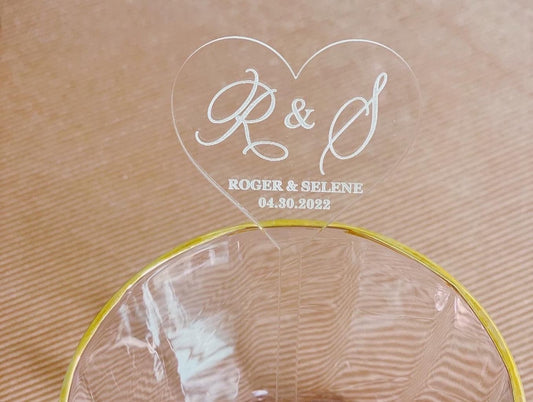 R & S
ROGER & SELENE
04.30.2022